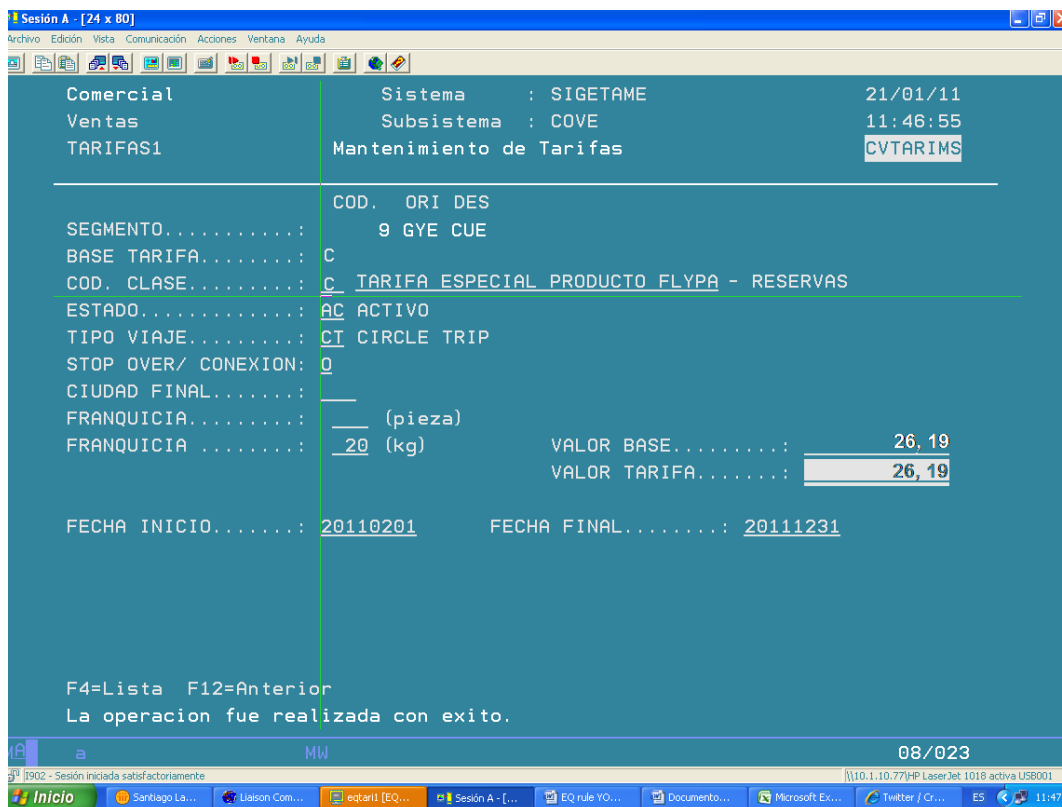 Sesión A - [24 x 80]
Archivo Edición Vista Comunicación Acciones Ventana Ayuda
Comercial Sistema : SIGETAME 21/01/11
Ventas Subsistema : COVE 11:46:55
TARIFAS1 Mantenimiento de Tarifas CVTARIMS
COD. ORI DES
SEGMENTO...........: 9 GYE CUE
BASE TARIFA........: C
COD. CLASE.........: C TARIFA ESPECIAL PRODUCTO FLYPA - RESERVAS
ESTADO.............: AC ACTIVO
TIPO VIAJE.........: CT CIRCLE TRIP
STOP OVER/ CONEXION: O
CIUDAD FINAL.......:
FRANQUICIA.........: (pieza)
FRANQUICIA ........: 20 (kg) VALOR BASE.........: 26, 19
VALOR TARIFA.......: 26, 19
FECHA INICIO.......: 20110201 FECHA FINAL........: 20111231
F4=Lista F12=Anterior
La operacion fue realizada con exito.
MA a MW 08/023
I902 - Sesión iniciada satisfactoriamente \\10.1.10.77\HP LaserJet 1018 activa USB001
Inicio Santiago La... Liaison Com... eqtari1 [EQ... Sesión A - [... EQ rule YO... Documento... Microsoft Ex... Twitter / Cr... ES 11:47